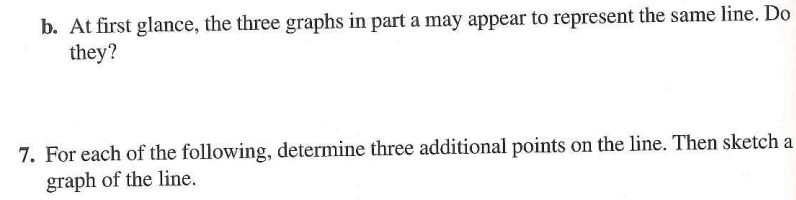 b. At first glance, the three graphs in part a may appear to represent the same line. Do
they?
7. For each of the following, determine three additional points on the line. Then sketch a
graph of the line.